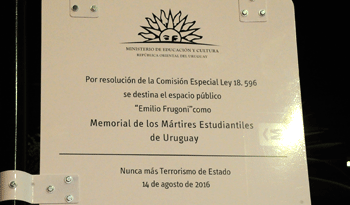 MINISTERIO DE EDUCACIÓN Y CULTURA
REPÚBLICA ORIENTAL DEL URUGUAY
Por resolución de la Comisión Especial Ley 18. 596
se destina el espacio público
"Emilio Frugoni"como
Memorial de los Mártires Estudiantiles
de Uruguay
Nunca más Terrorismo de Estado
14 de agosto de 2016